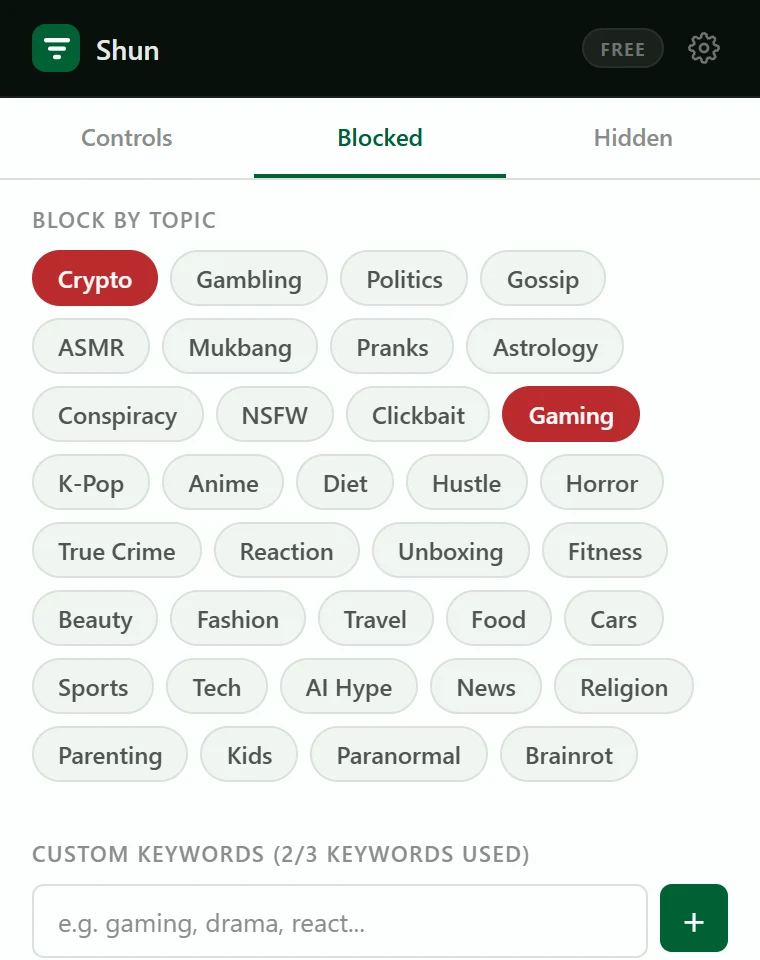 Shun FREE
Controls Blocked Hidden
BLOCK BY TOPIC
Crypto Gambling Politics Gossip
ASMR Mukbang Pranks Astrology
Conspiracy NSFW Clickbait Gaming
K-Pop Anime Diet Hustle Horror
True Crime Reaction Unboxing Fitness
Beauty Fashion Travel Food Cars
Sports Tech AI Hype News Religion
Parenting Kids Paranormal Brainrot
CUSTOM KEYWORDS (2/3 KEYWORDS USED)
e.g. gaming, drama, react... +